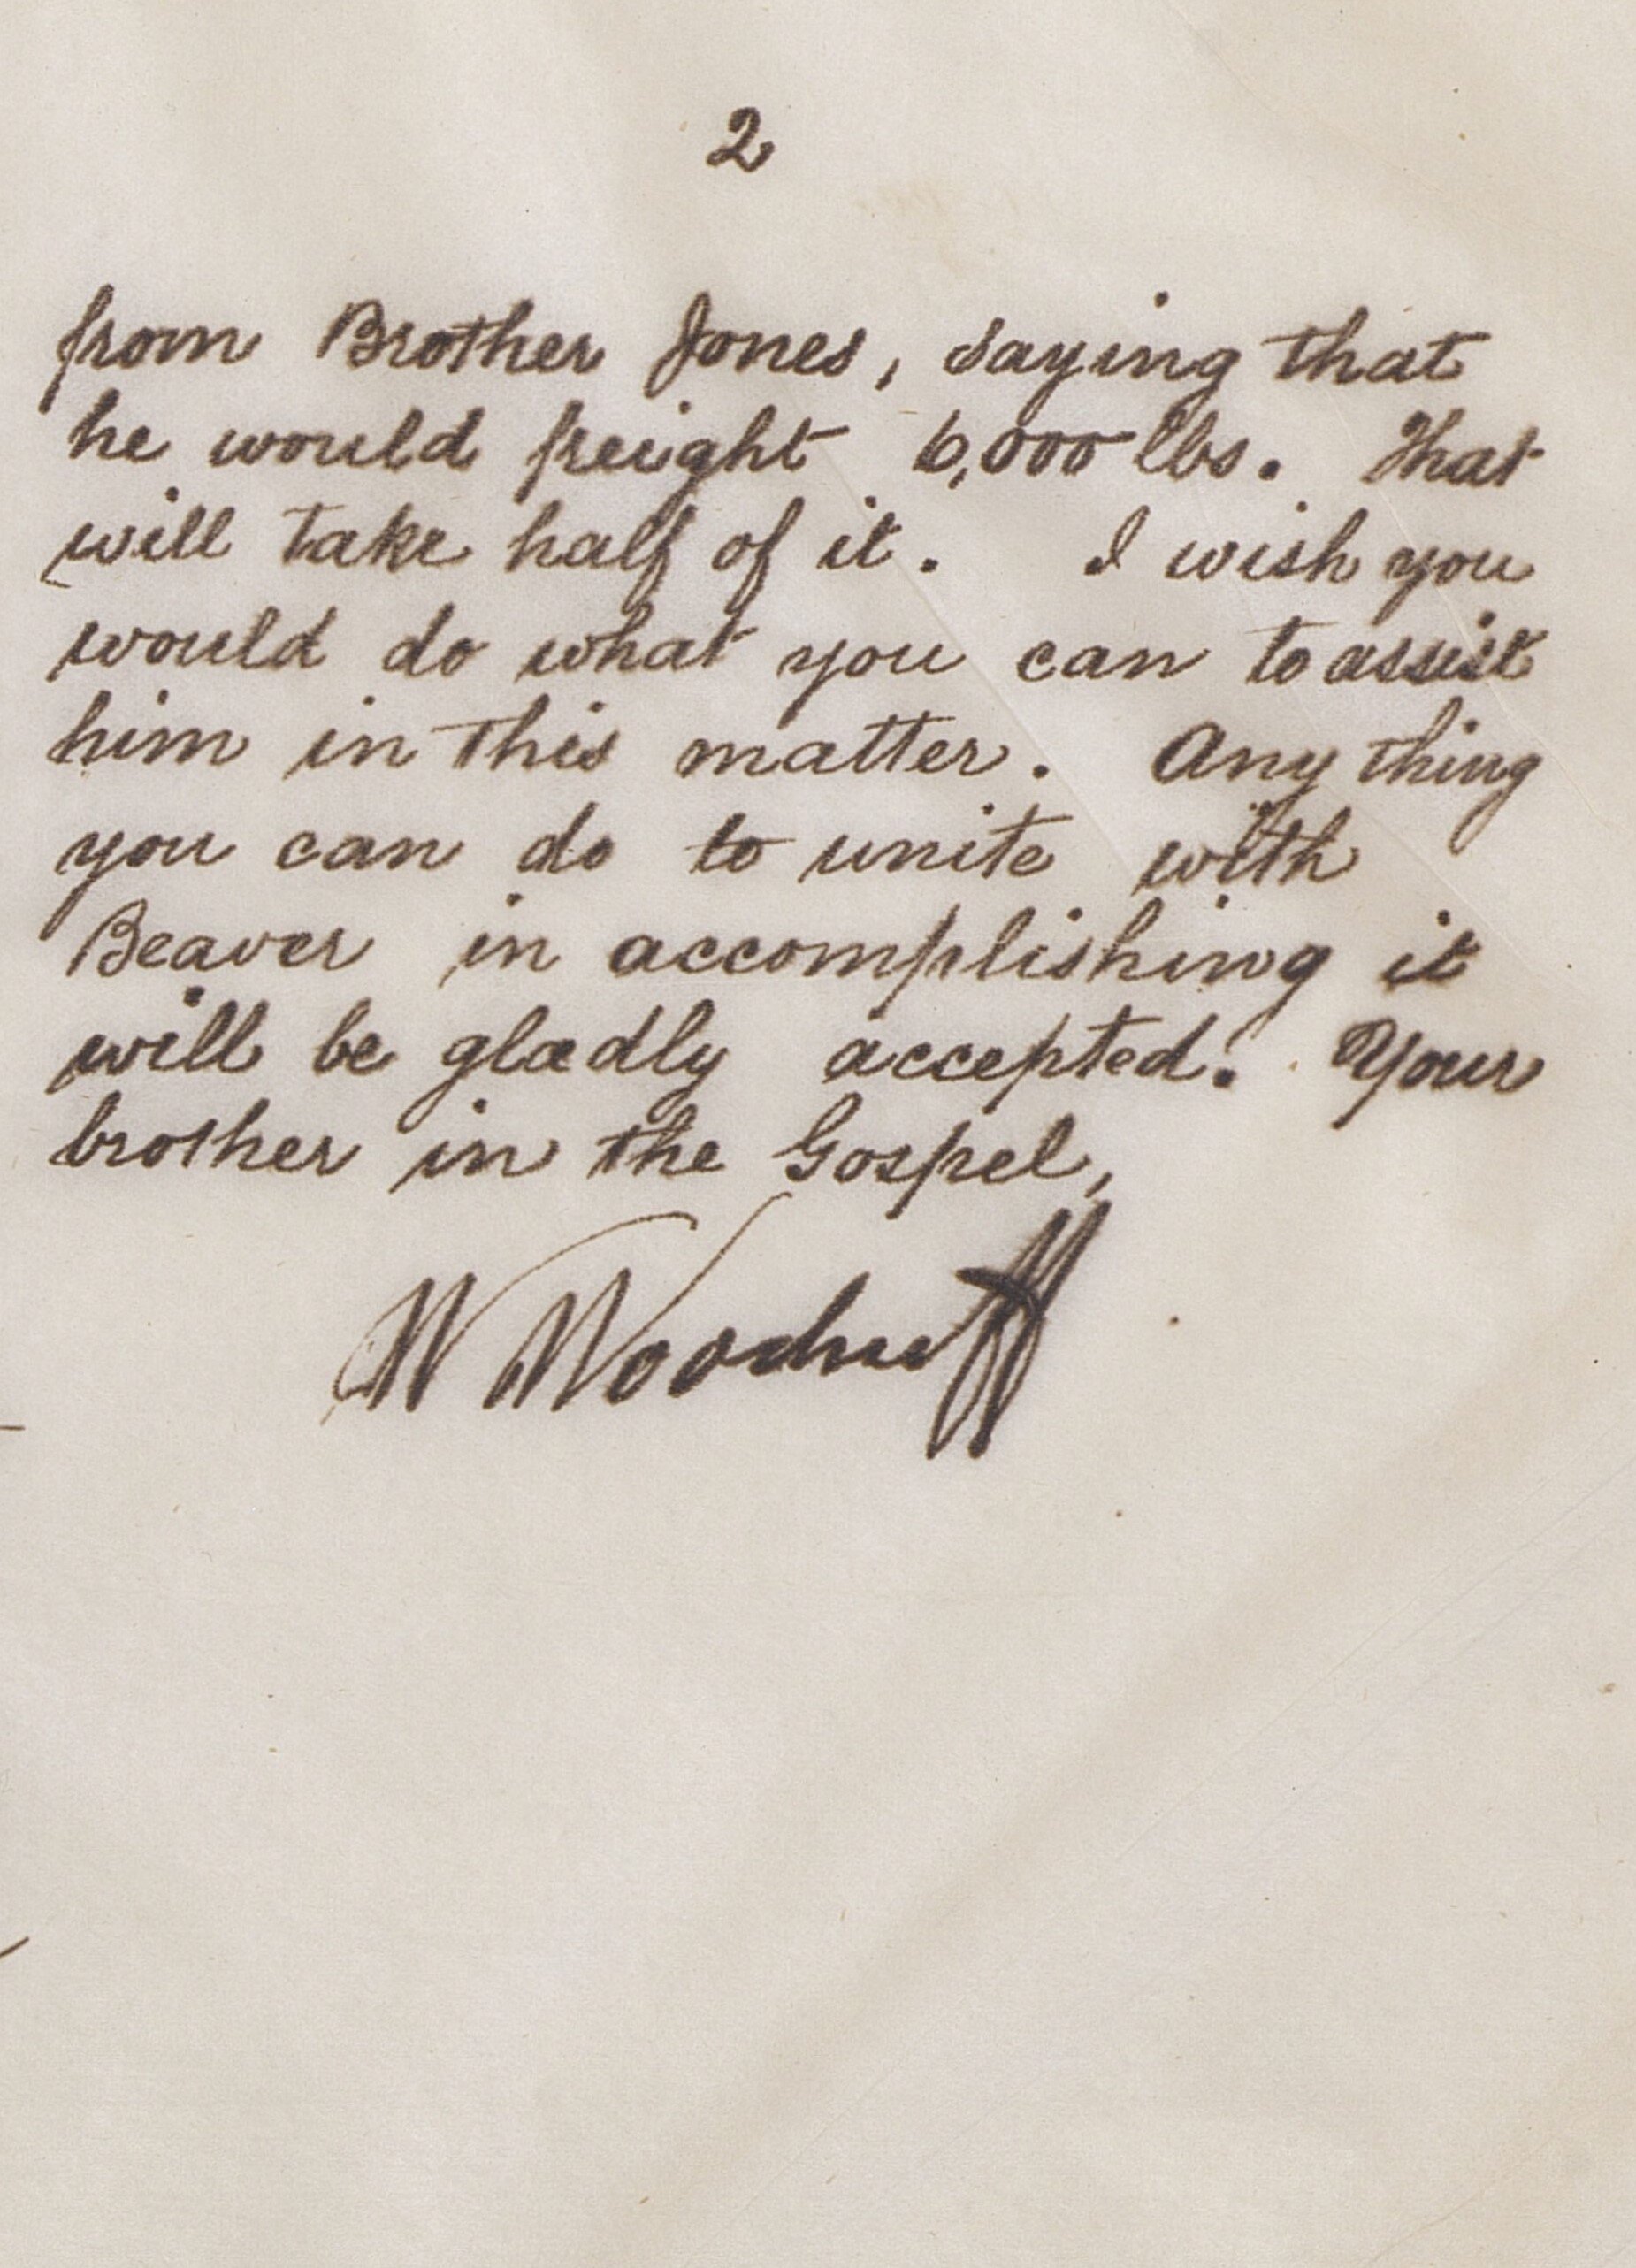 2
from Brother Jones, saying that
he would freight 6,000 lbs. That
will take half of it. I wish you
would do what you can to assist
him in this matter. Any thing
you can do to unite with
Beaver in accomplishing it
will be gladly accepted. Your
brother in the Gospel,
W Woodruff